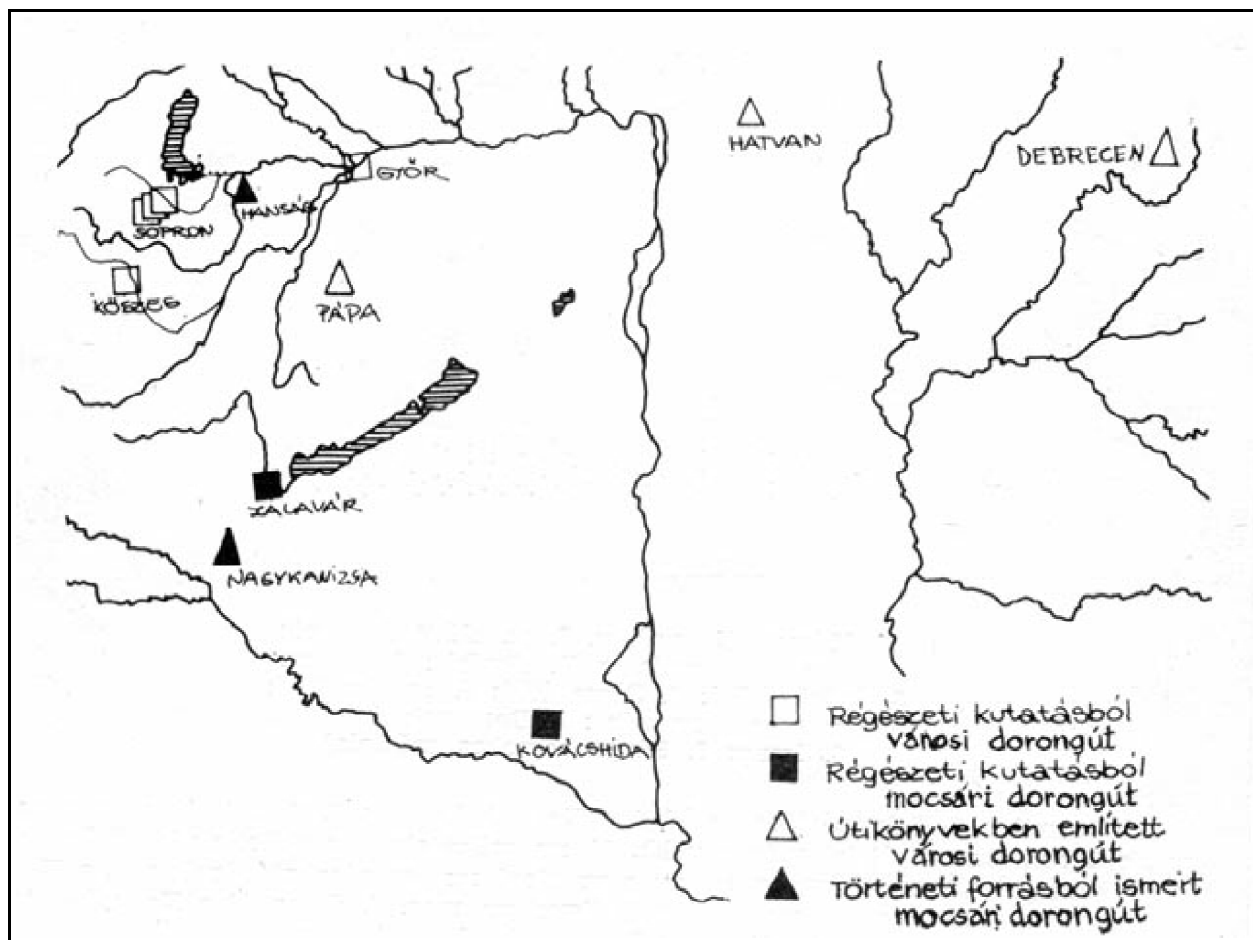 HATVAN
DEBRECEN
GYŐR
HANSÁG
SOPRON
KŐSZEG
PÁPA
ZALAVÁR
NAGYKANIZSA
KOVÁCSHIDA
Régészeti kutatásból
városi dorongút
Régészeti kutatásból
mocsári dorongút
Útikönyvekben említett
városi dorongút
Történeti forrásból ismert
mocsári dorongút